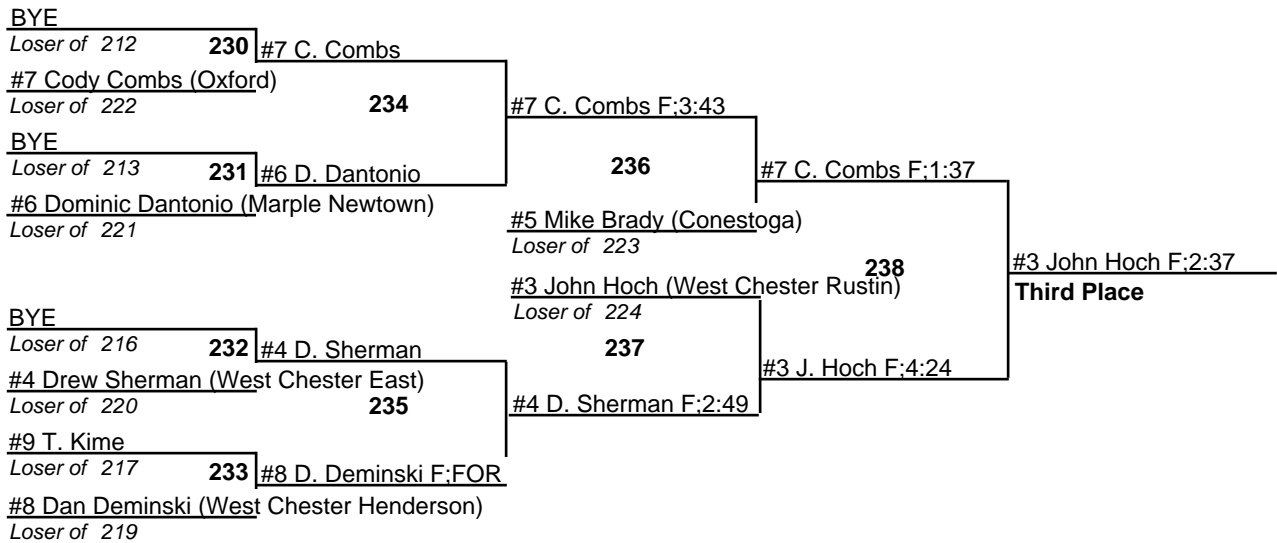 BYE
Loser of 212
230
#7 C. Combs
#7 Cody Combs (Oxford)
Loser of 222
234
#7 C. Combs F;3:43
BYE
Loser of 213
231
#6 D. Dantonio
236
#7 C. Combs F;1:37
#6 Dominic Dantonio (Marple Newtown)
Loser of 221
#5 Mike Brady (Conestoga)
Loser of 223
238
#3 John Hoch F;2:37
Third Place
#3 John Hoch (West Chester Rustin)
Loser of 224
BYE
Loser of 216
232
#4 D. Sherman
237
#3 J. Hoch F;4:24
#4 Drew Sherman (West Chester East)
Loser of 220
235
#4 D. Sherman F;2:49
#9 T. Kime
Loser of 217
233
#8 D. Deminski F;FOR
#8 Dan Deminski (West Chester Henderson)
Loser of 219